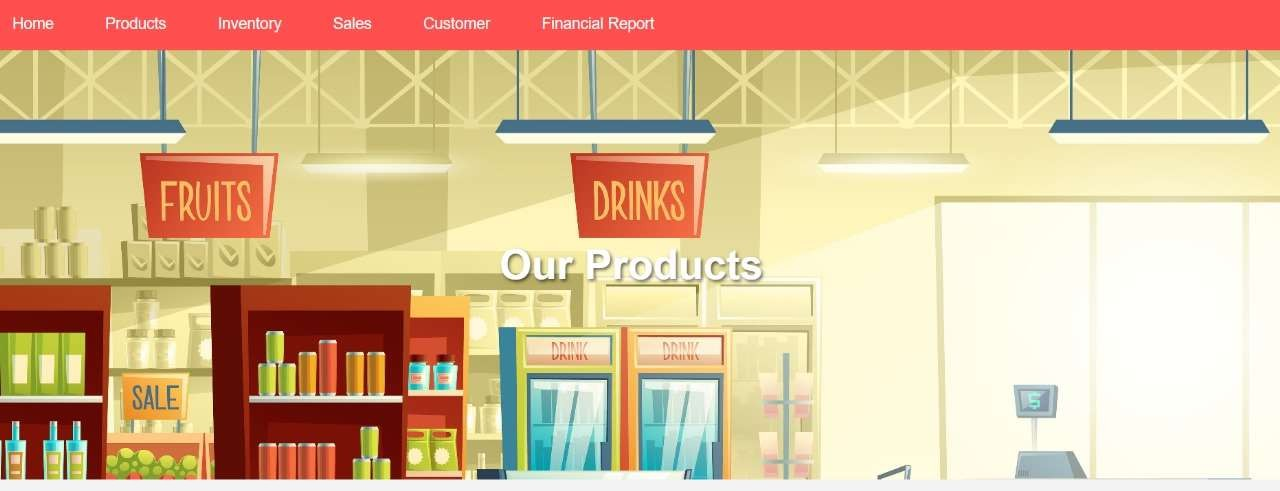 Home Products Inventory Sales Customer Financial Report
FRUITS
DRINKS
Our Products
DRINK
DRINK
SALE
$